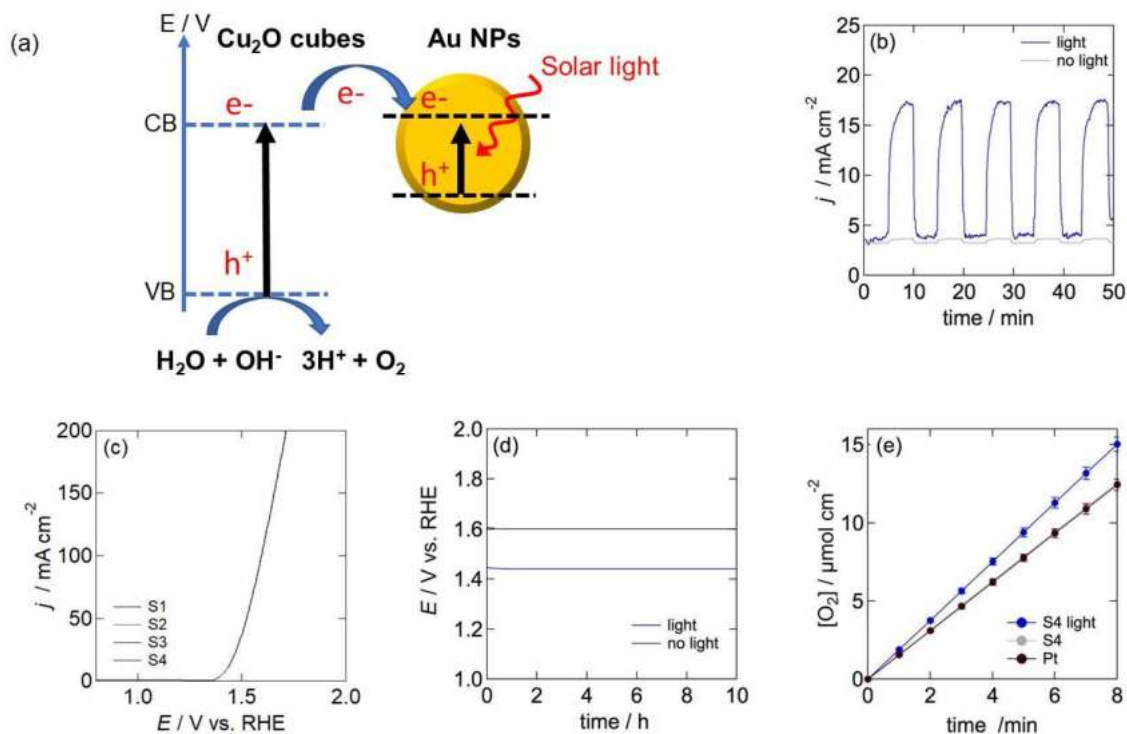 (a)
E / V
Cu₂O cubes
Au NPs
Solar light
e-
e-
e-
CB
h⁺
h⁺
VB
H₂O + OH⁻ 3H⁺ + O₂
(b)
light
no light
25
20
15
10
5
0
j / mA cm⁻²
0 10 20 30 40 50
time / min
(c)
200
150
100
50
0
j / mA cm⁻²
S1
S2
S3
S4
1.0 1.5 2.0
E / V vs. RHE
(d)
2.0
1.8
1.6
1.4
1.2
1.0
E / V vs. RHE
light
no light
0 2 4 6 8 10
time / h
(e)
15
10
5
0
[O₂] / μmol cm⁻²
S4 light
S4
Pt
0 2 4 6 8
time /min